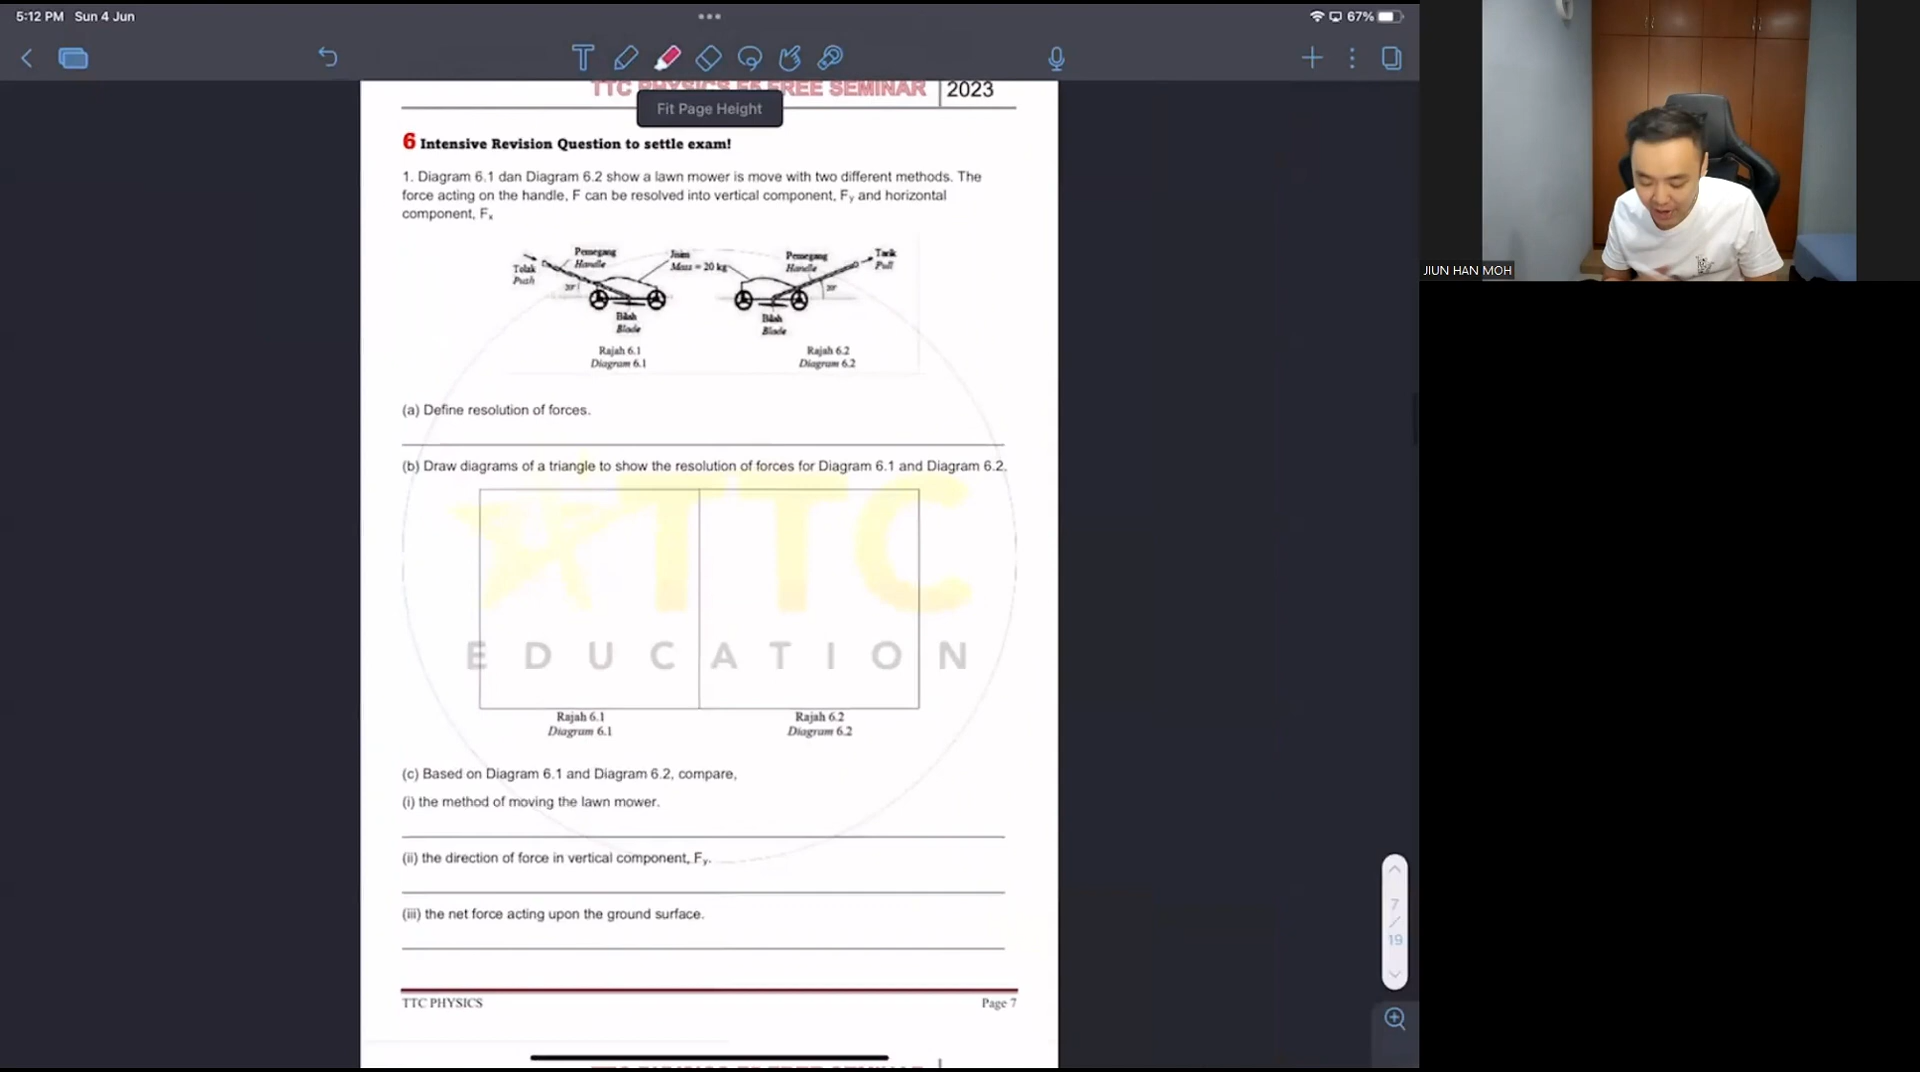 5:12 PM Sun 4 Jun
67%
TTC PHYSICS F5 FREE SEMINAR 2023
Fit Page Height
6 Intensive Revision Question to settle exam!
1. Diagram 6.1 dan Diagram 6.2 show a lawn mower is move with two different methods. The
force acting on the handle, F can be resolved into vertical component, Fy and horizontal
component, Fx
Pemegang
Handle
Tolak
Push
Jisim
Mass = 20 kg
Pemegang
Handle
Tarik
Pull
Bilah
Blade
Bilah
Blade
Rajah 6.1
Diagram 6.1
Rajah 6.2
Diagram 6.2
(a) Define resolution of forces.
(b) Draw diagrams of a triangle to show the resolution of forces for Diagram 6.1 and Diagram 6.2.
TTC
EDUCATION
Rajah 6.1
Diagram 6.1
Rajah 6.2
Diagram 6.2
(c) Based on Diagram 6.1 and Diagram 6.2, compare,
(i) the method of moving the lawn mower.
(ii) the direction of force in vertical component, Fy.
(iii) the net force acting upon the ground surface.
TTC PHYSICS
Page 7
7
/
19
JIUN HAN MOH